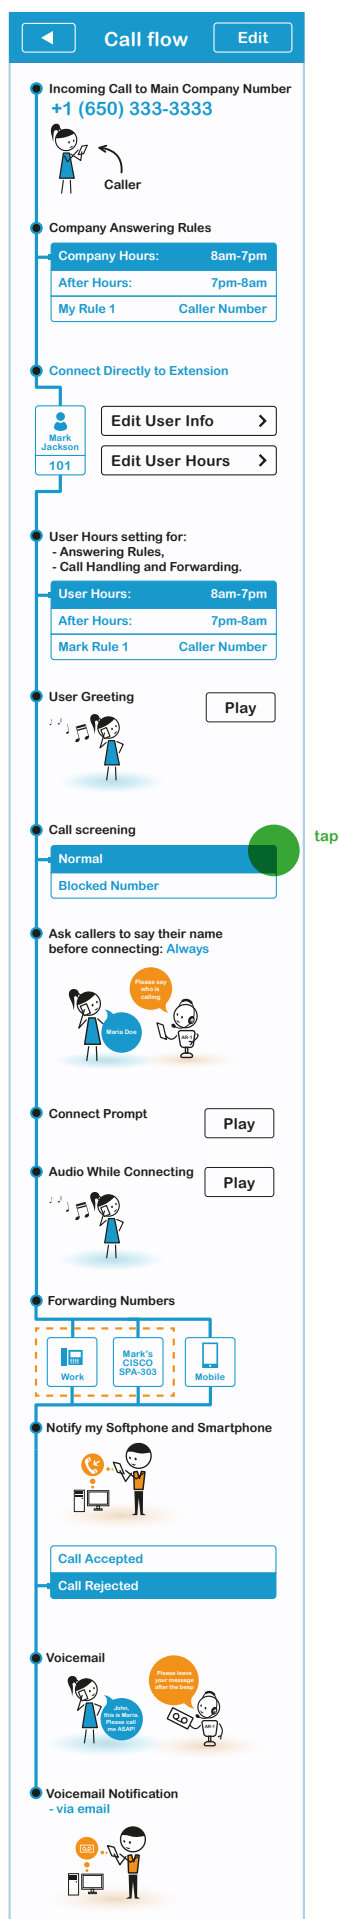 Call flow
Edit
Incoming Call to Main Company Number
+1 (650) 333-3333
Caller
Company Answering Rules
Company Hours: 8am-7pm
After Hours: 7pm-8am
My Rule 1 Caller Number
Connect Directly to Extension
Mark
Jackson
101
Edit User Info
Edit User Hours
User Hours setting for:
- Answering Rules,
- Call Handling and Forwarding.
User Hours: 8am-7pm
After Hours: 7pm-8am
Mark Rule 1 Caller Number
User Greeting
Play
Call screening
tap
Normal
Blocked Number
Ask callers to say their name
before connecting: Always
Please say
who is
calling
Maria Doe
AR-1
Connect Prompt
Play
Audio While Connecting
Play
Forwarding Numbers
Work
Mark's
CISCO
SPA-303
Mobile
Notify my Softphone and Smartphone
Call Accepted
Call Rejected
Voicemail
Please leave
your message
after the beep
John,
this is Maria.
Please call
me ASAP!
AR-1
Voicemail Notification
- via email